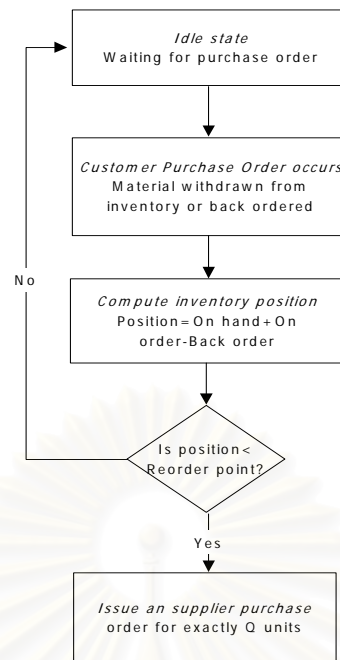 Idle state
Waiting for purchase order
Customer Purchase Order occurs
Material withdrawn from
inventory or back ordered
No
Compute inventory position
Position=On hand+On
order-Back order
Is position<
Reorder point?
Yes
Issue an supplier purchase
order for exactly Q units